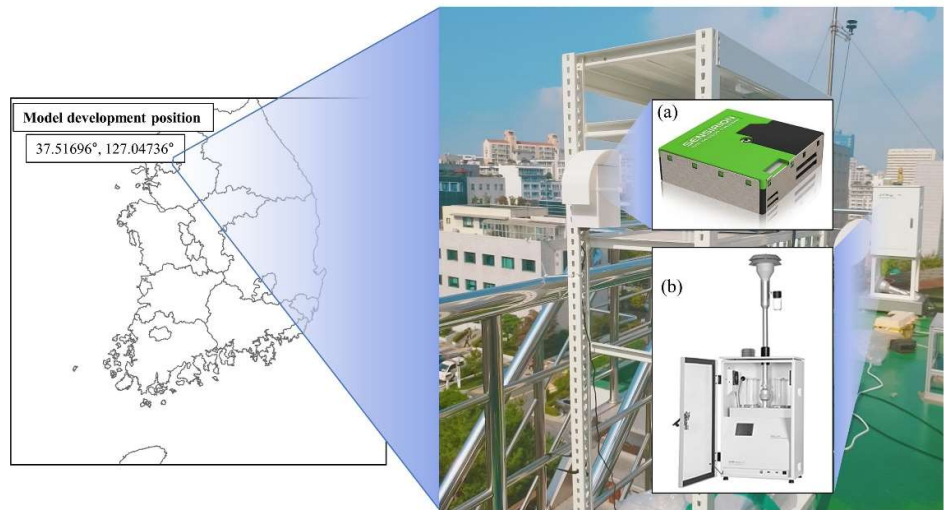 Model development position
37.51696°, 127.04736°
(a)
SENSIRION
(b)